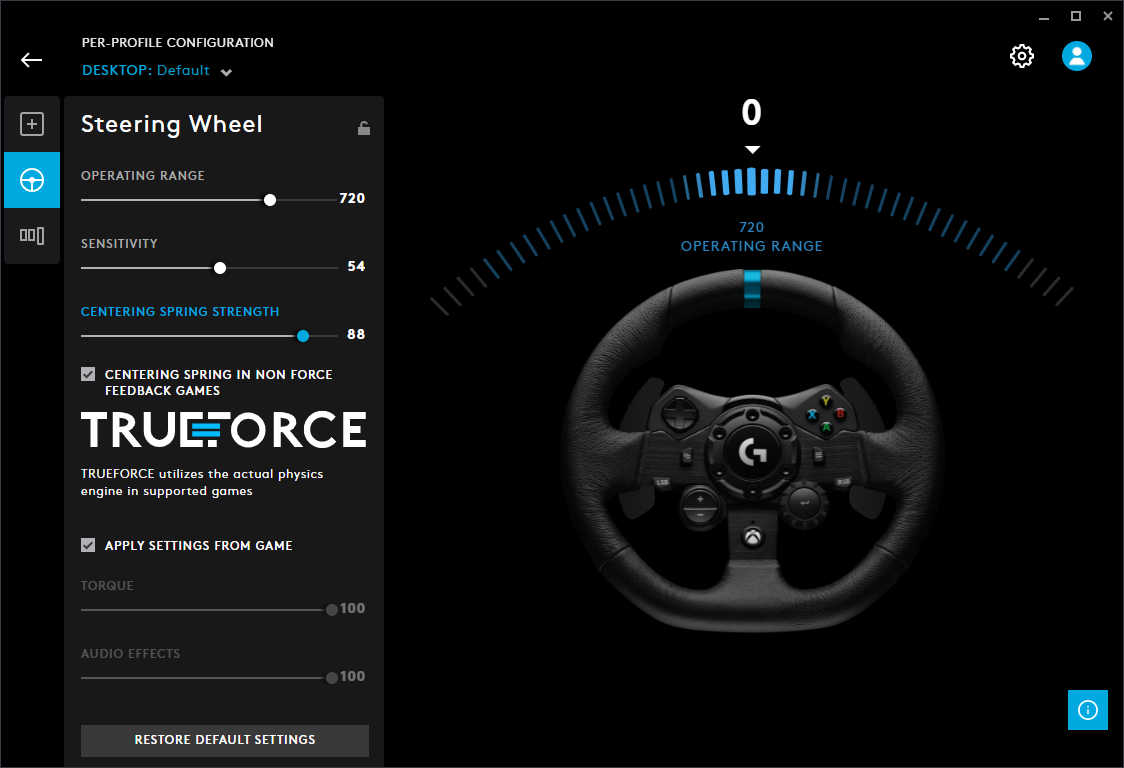 PER-PROFILE CONFIGURATION
DESKTOP: Default
Steering Wheel
OPERATING RANGE
720
SENSITIVITY
54
CENTERING SPRING STRENGTH
88
CENTERING SPRING IN NON FORCE
FEEDBACK GAMES
TRUEFORCE
TRUEFORCE utilizes the actual physics
engine in supported games
APPLY SETTINGS FROM GAME
TORQUE
100
AUDIO EFFECTS
100
RESTORE DEFAULT SETTINGS
0
720
OPERATING RANGE
Y
X B
A
G
LSB RSB